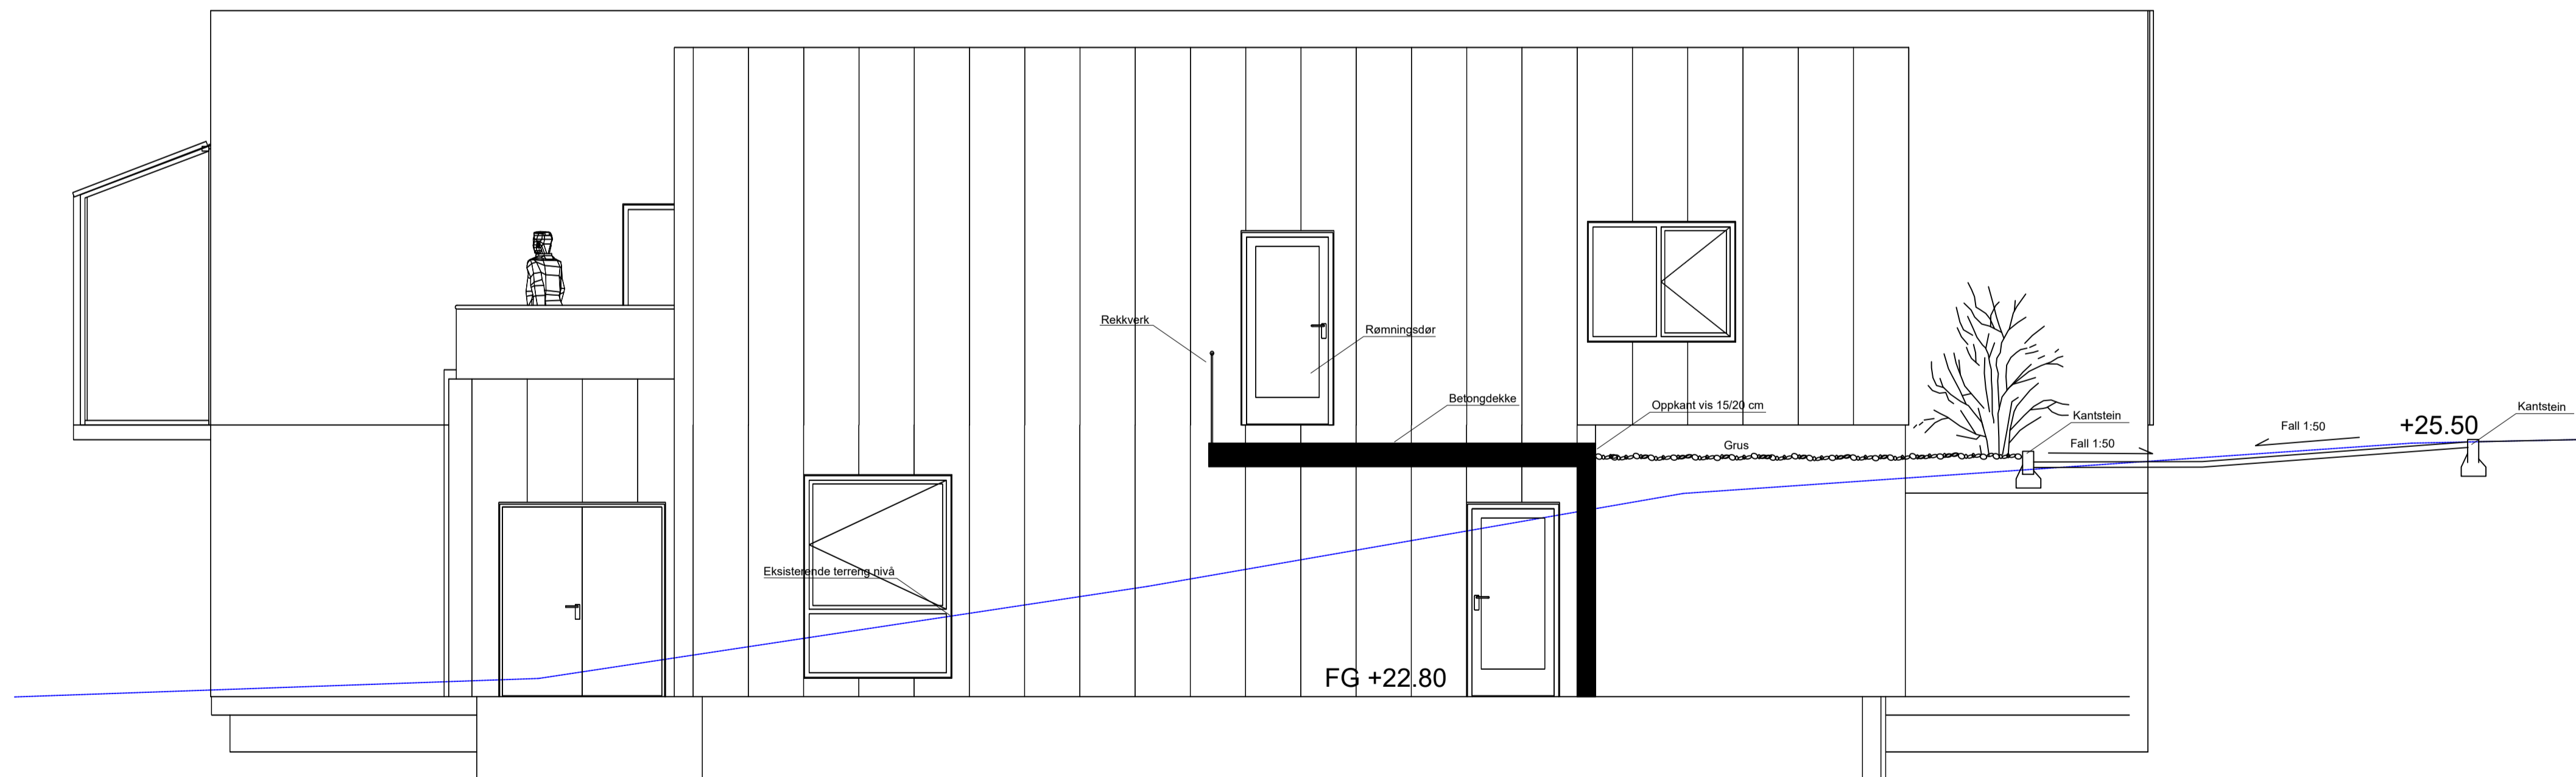 Rekkverk
Rømningsdør
Betongdekke
Oppkant vis 15/20 cm
Kantstein
Kantstein
+25.50
Fall 1:50
Fall 1:50
Grus
Eksisterende terreng nivå
FG +22.80